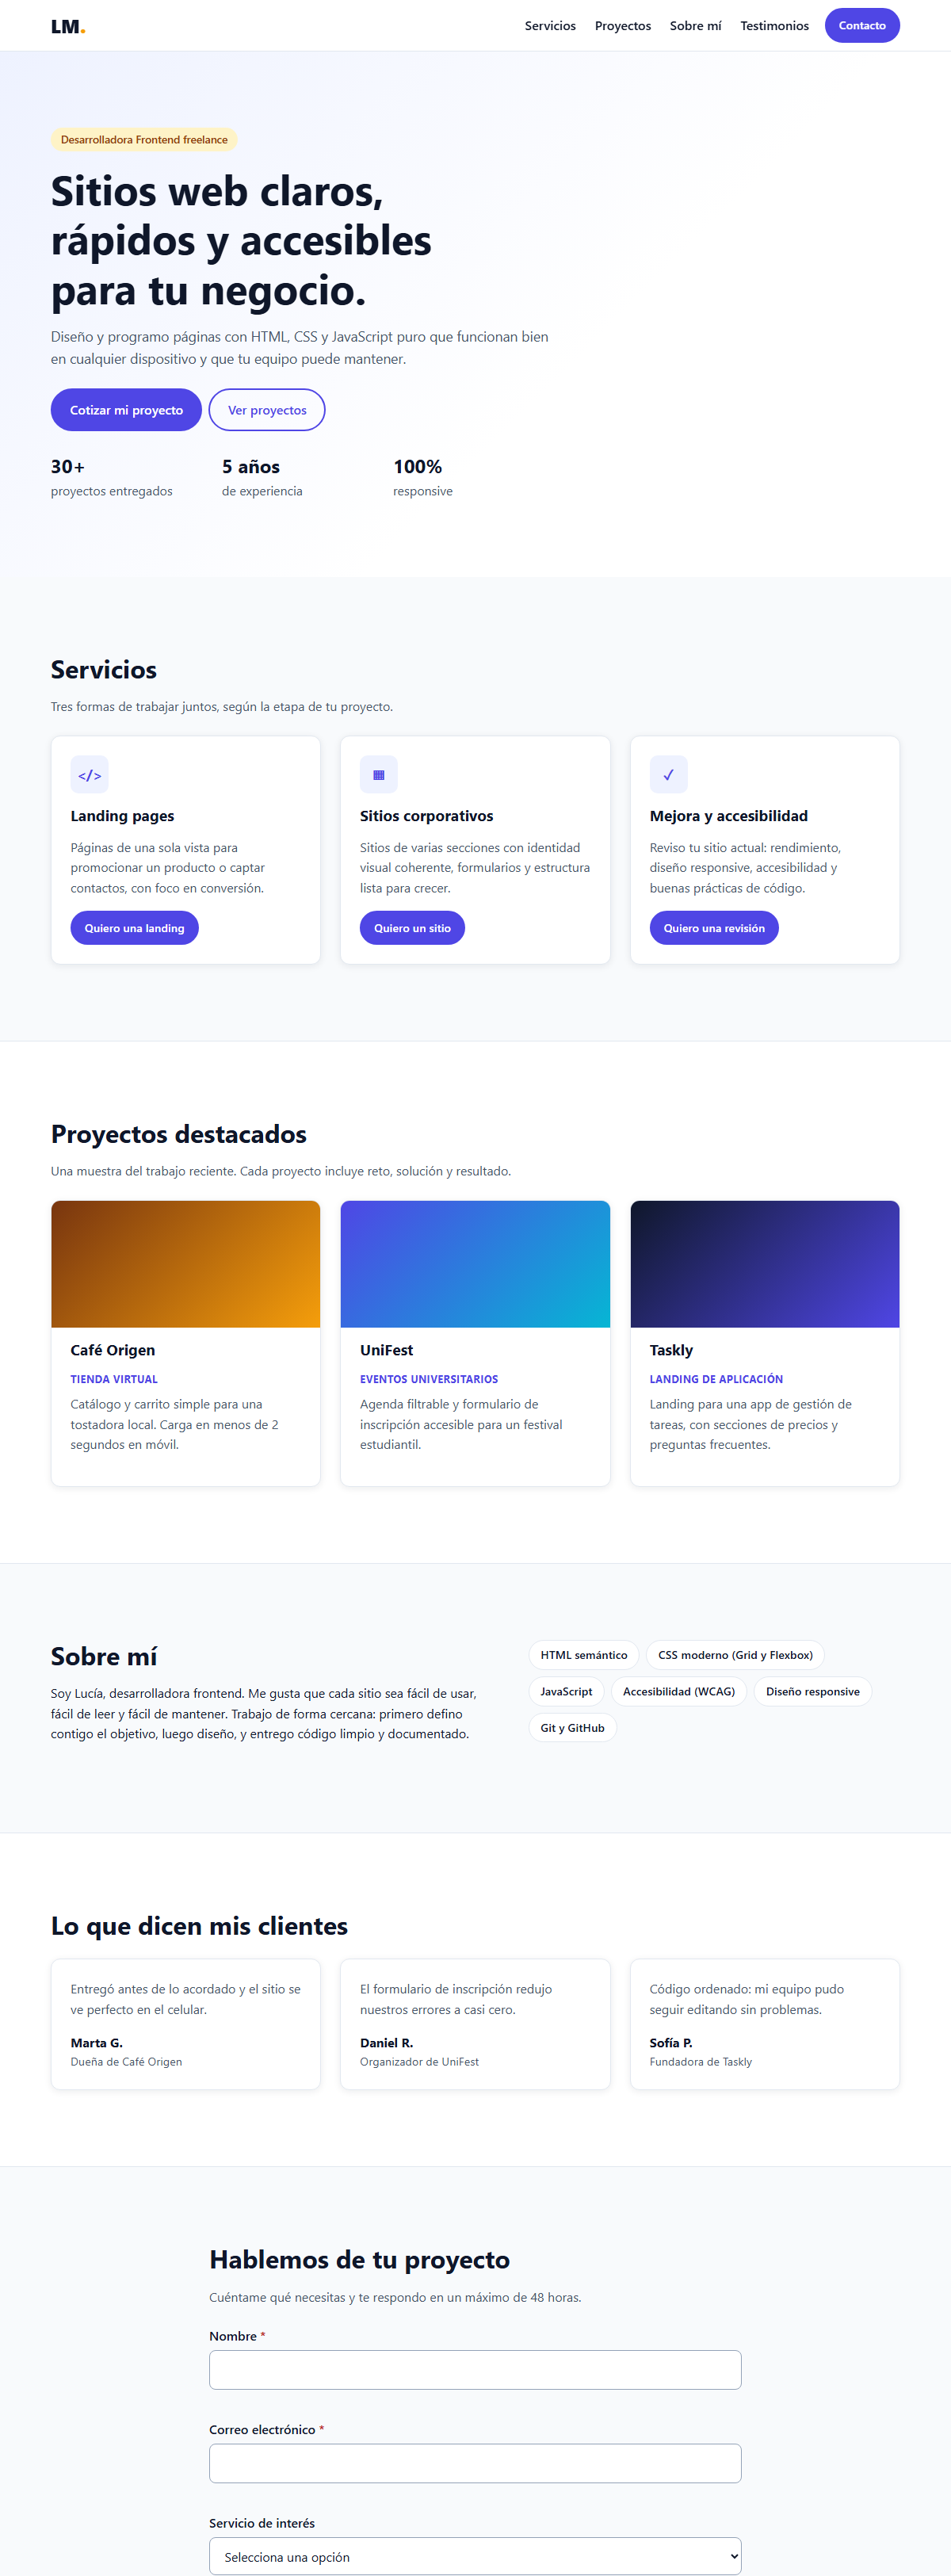 LM.
Servicios
Proyectos
Sobre mí
Testimonios
Contacto
Desarrolladora Frontend freelance
Sitios web claros,
rápidos y accesibles
para tu negocio.
Diseño y programo páginas con HTML, CSS y JavaScript puro que funcionan bien
en cualquier dispositivo y que tu equipo puede mantener.
Cotizar mi proyecto
Ver proyectos
30+
proyectos entregados
5 años
de experiencia
100%
responsive
Servicios
Tres formas de trabajar juntos, según la etapa de tu proyecto.
</>
Landing pages
Páginas de una sola vista para
promocionar un producto o captar
contactos, con foco en conversión.
Quiero una landing
▦
Sitios corporativos
Sitios de varias secciones con identidad
visual coherente, formularios y estructura
lista para crecer.
Quiero un sitio
✓
Mejora y accesibilidad
Reviso tu sitio actual: rendimiento,
diseño responsive, accesibilidad y
buenas prácticas de código.
Quiero una revisión
Proyectos destacados
Una muestra del trabajo reciente. Cada proyecto incluye reto, solución y resultado.
Café Origen
TIENDA VIRTUAL
Catálogo y carrito simple para una
tostadora local. Carga en menos de 2
segundos en móvil.
UniFest
EVENTOS UNIVERSITARIOS
Agenda filtrable y formulario de
inscripción accesible para un festival
estudiantil.
Taskly
LANDING DE APLICACIÓN
Landing para una app de gestión de
tareas, con secciones de precios y
preguntas frecuentes.
Sobre mí
Soy Lucía, desarrolladora frontend. Me gusta que cada sitio sea fácil de usar,
fácil de leer y fácil de mantener. Trabajo de forma cercana: primero defino
contigo el objetivo, luego diseño, y entrego código limpio y documentado.
HTML semántico
CSS moderno (Grid y Flexbox)
JavaScript
Accesibilidad (WCAG)
Diseño responsive
Git y GitHub
Lo que dicen mis clientes
Entregó antes de lo acordado y el sitio se
ve perfecto en el celular.
Marta G.
Dueña de Café Origen
El formulario de inscripción redujo
nuestros errores a casi cero.
Daniel R.
Organizador de UniFest
Código ordenado: mi equipo pudo
seguir editando sin problemas.
Sofía P.
Fundadora de Taskly
Hablemos de tu proyecto
Cuéntame qué necesitas y te respondo en un máximo de 48 horas.
Nombre *
Correo electrónico *
Servicio de interés
Selecciona una opción